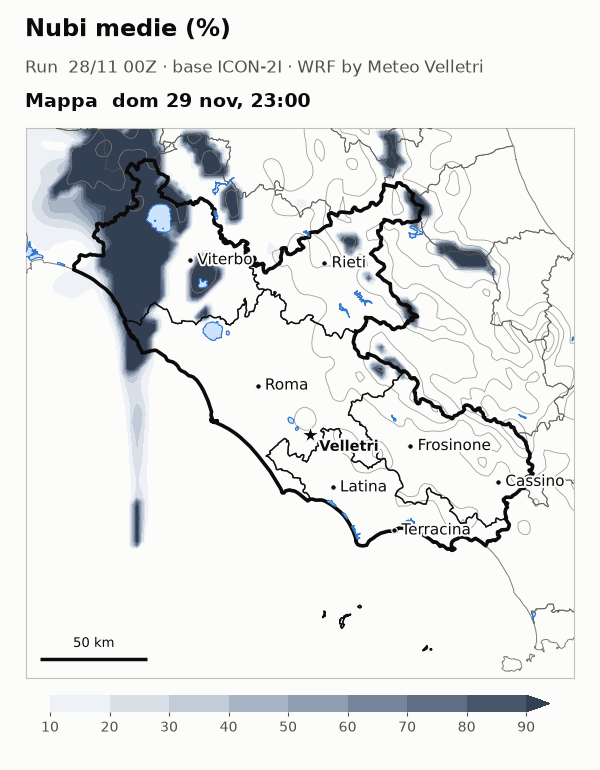 Nubi medie (%)
Run 28/11 00Z · base ICON-2I · WRF by Meteo Velletri
Mappa dom 29 nov, 23:00
Viterbo
Rieti
Roma
Velletri
Frosinone
Cassino
Latina
Terracina
50 km
10 20 30 40 50 60 70 80 90